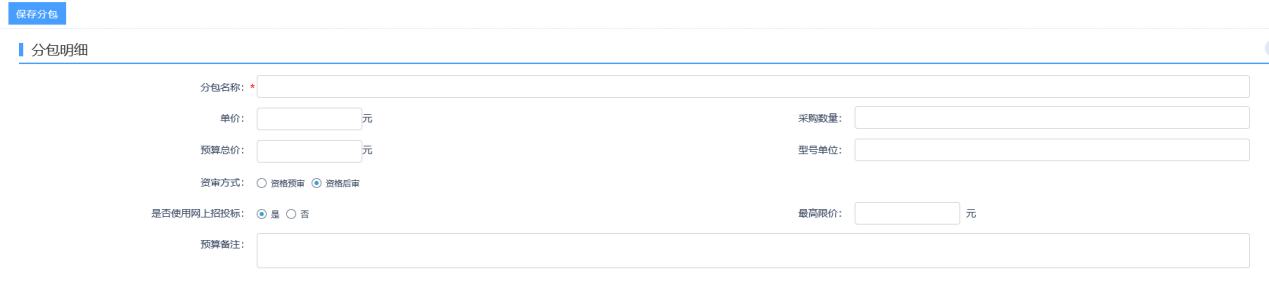 保存分包
分包明细
分包名称： *
单价： 元 采购数量：
预算总价： 元 型号单位：
资审方式： 资格预审 资格后审
是否使用网上招投标： 是 否 最高限价： 元
预算备注：